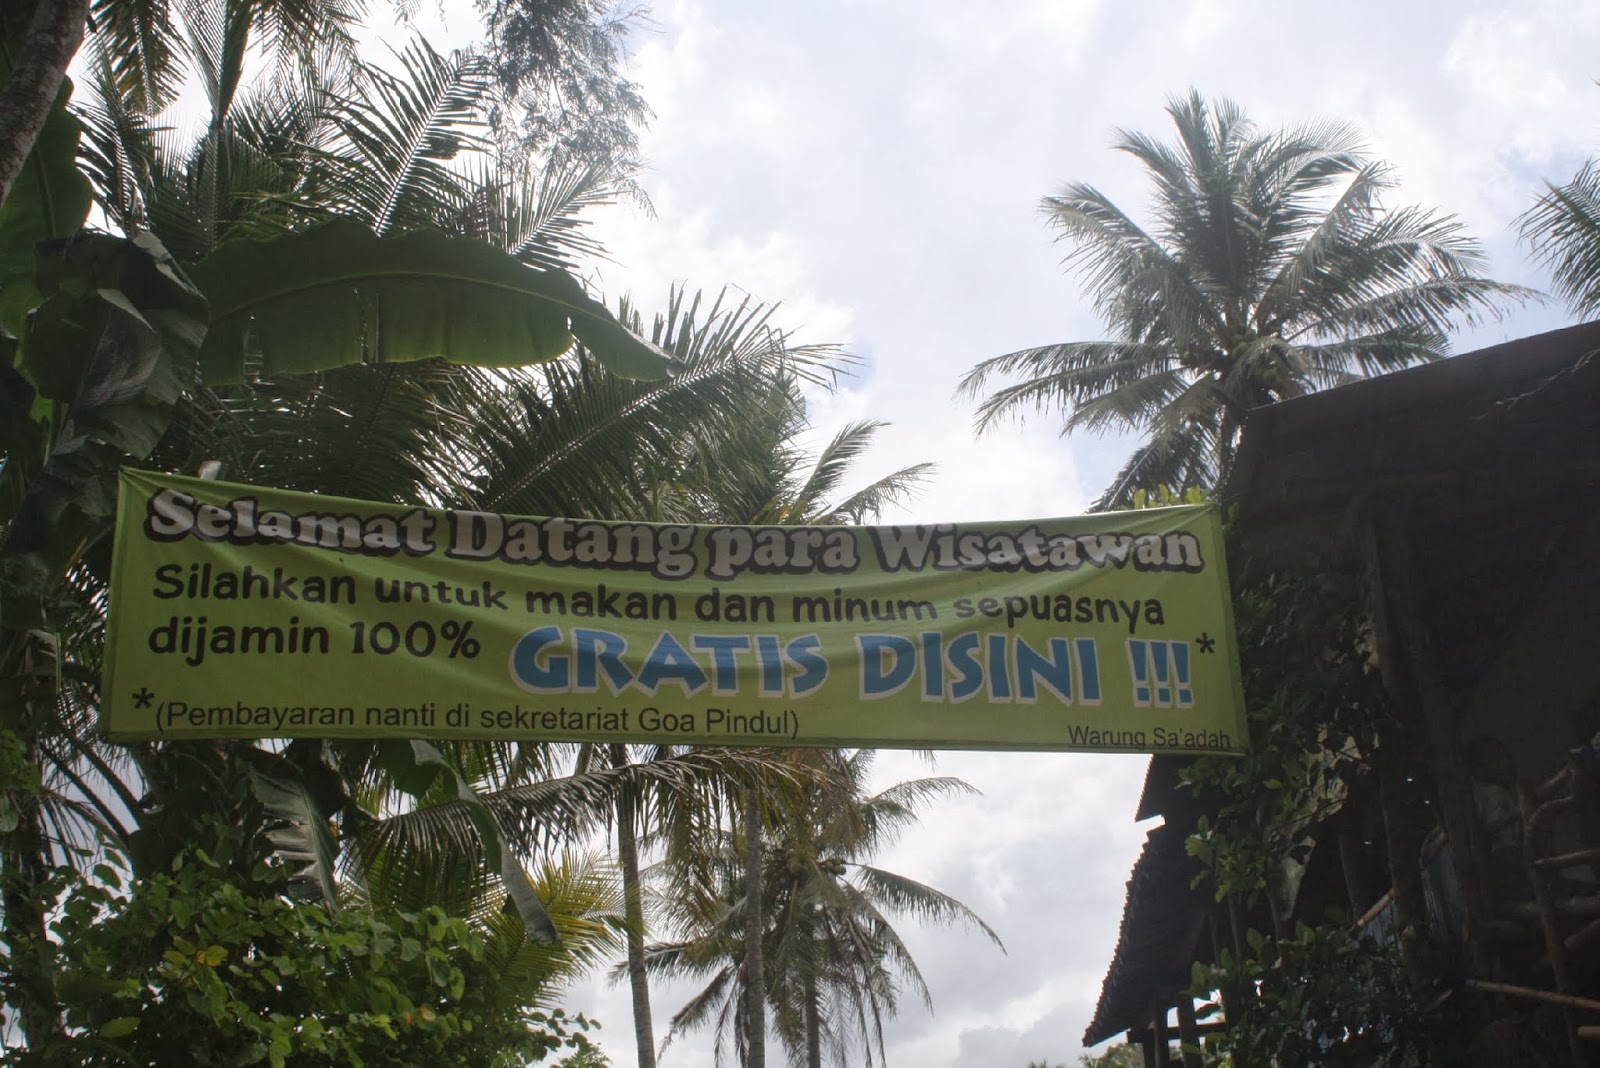 Selamat Datang para Wisatawan
Silahkan untuk makan dan minum sepuasnya
dijamin 100% GRATIS DISINI !!!*
*(Pembayaran nanti di sekretariat Goa Pindul)
Warung Sa'adah